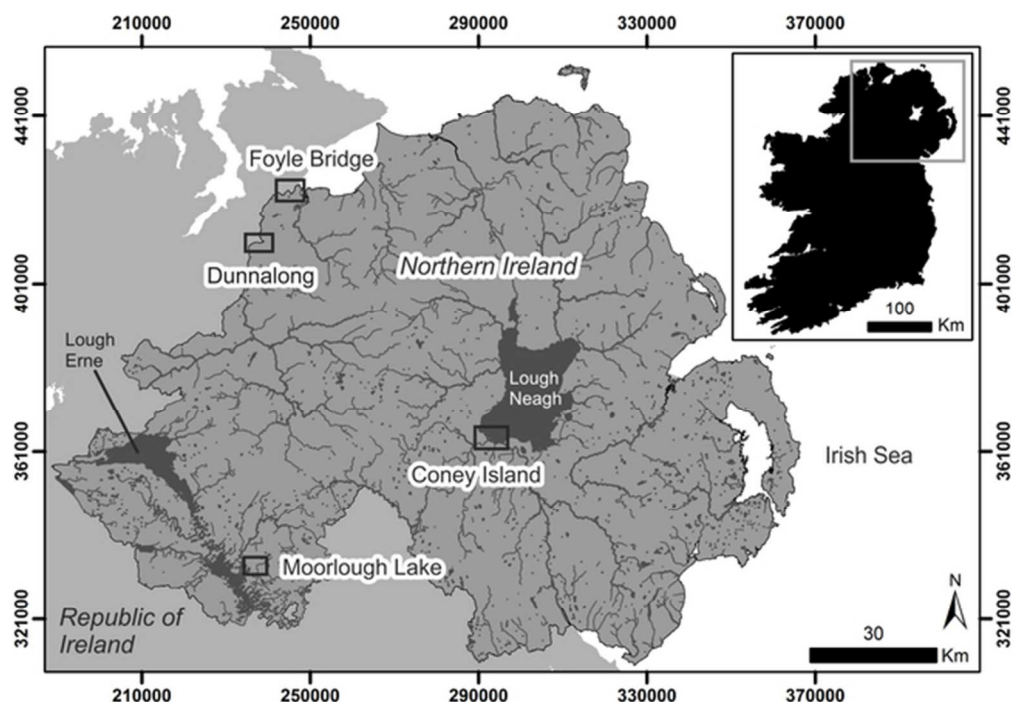 210000 250000 290000 330000 370000
441000
441000
Foyle Bridge
Dunnalong
Northern Ireland
100
Km
401000
401000
Lough
Erne
Lough
Neagh
361000
361000
Coney Island
Irish Sea
Moorlough Lake
N
Republic of
Ireland
321000
321000
30
Km
210000 250000 290000 330000 370000